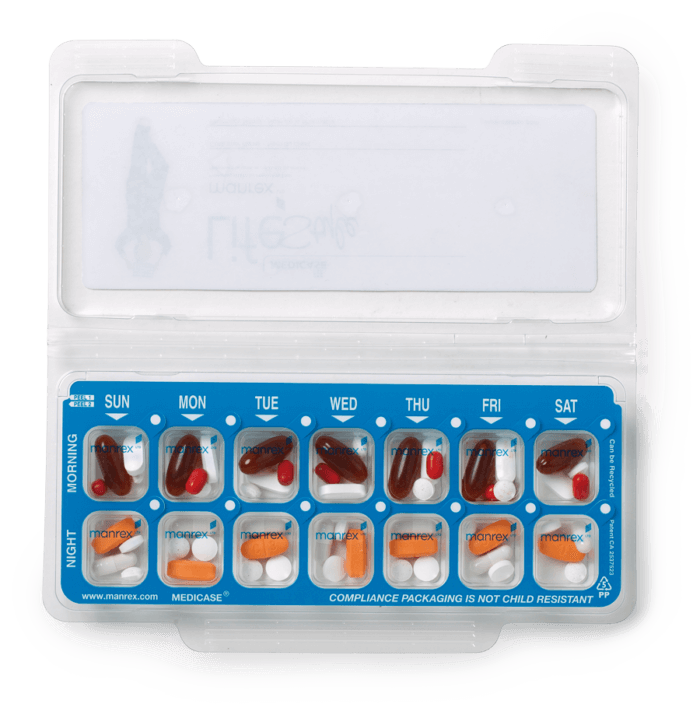 manrex
LifeStyle
PEEL 1
PEEL 2
SUN MON TUE WED THU FRI SAT
MORNING
manrex manrex manrex manrex manrex manrex manrex
Can be Recycled
NIGHT
manrex manrex manrex manrex manrex manrex manrex
Patent CA 2537523
5
PP
www.manrex.com MEDICASE® COMPLIANCE PACKAGING IS NOT CHILD RESISTANT